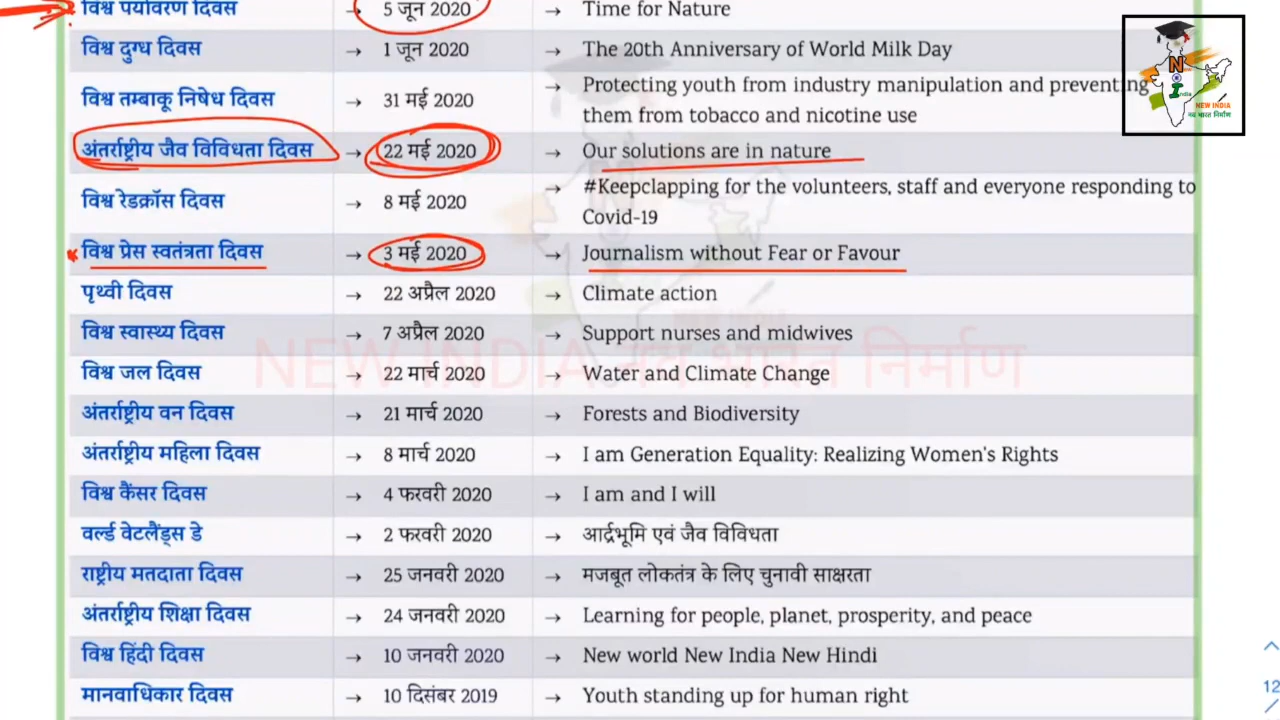 विश्व पर्यावरण दिवस → 5 जून 2020 → Time for Nature
विश्व दुग्ध दिवस → 1 जून 2020 → The 20th Anniversary of World Milk Day
विश्व तम्बाकू निषेध दिवस → 31 मई 2020 → Protecting youth from industry manipulation and preventing
them from tobacco and nicotine use
अंतर्राष्ट्रीय जैव विविधता दिवस → 22 मई 2020 → Our solutions are in nature
विश्व रेडक्रॉस दिवस → 8 मई 2020 → #Keepclapping for the volunteers, staff and everyone responding to
Covid-19
विश्व प्रेस स्वतंत्रता दिवस → 3 मई 2020 → Journalism without Fear or Favour
पृथ्वी दिवस → 22 अप्रैल 2020 → Climate action
विश्व स्वास्थ्य दिवस → 7 अप्रैल 2020 → Support nurses and midwives
विश्व जल दिवस → 22 मार्च 2020 → Water and Climate Change
अंतर्राष्ट्रीय वन दिवस → 21 मार्च 2020 → Forests and Biodiversity
अंतर्राष्ट्रीय महिला दिवस → 8 मार्च 2020 → I am Generation Equality: Realizing Women's Rights
विश्व कैंसर दिवस → 4 फरवरी 2020 → I am and I will
वर्ल्ड वेटलैंड्स डे → 2 फरवरी 2020 → आर्द्रभूमि एवं जैव विविधता
राष्ट्रीय मतदाता दिवस → 25 जनवरी 2020 → मजबूत लोकतंत्र के लिए चुनावी साक्षरता
अंतर्राष्ट्रीय शिक्षा दिवस → 24 जनवरी 2020 → Learning for people, planet, prosperity, and peace
विश्व हिंदी दिवस → 10 जनवरी 2020 → New world New India New Hindi
मानवाधिकार दिवस → 10 दिसंबर 2019 → Youth standing up for human right
NEW INDIA नव भारत निर्माण
N
India
NEW INDIA
नव भारत निर्माण
12